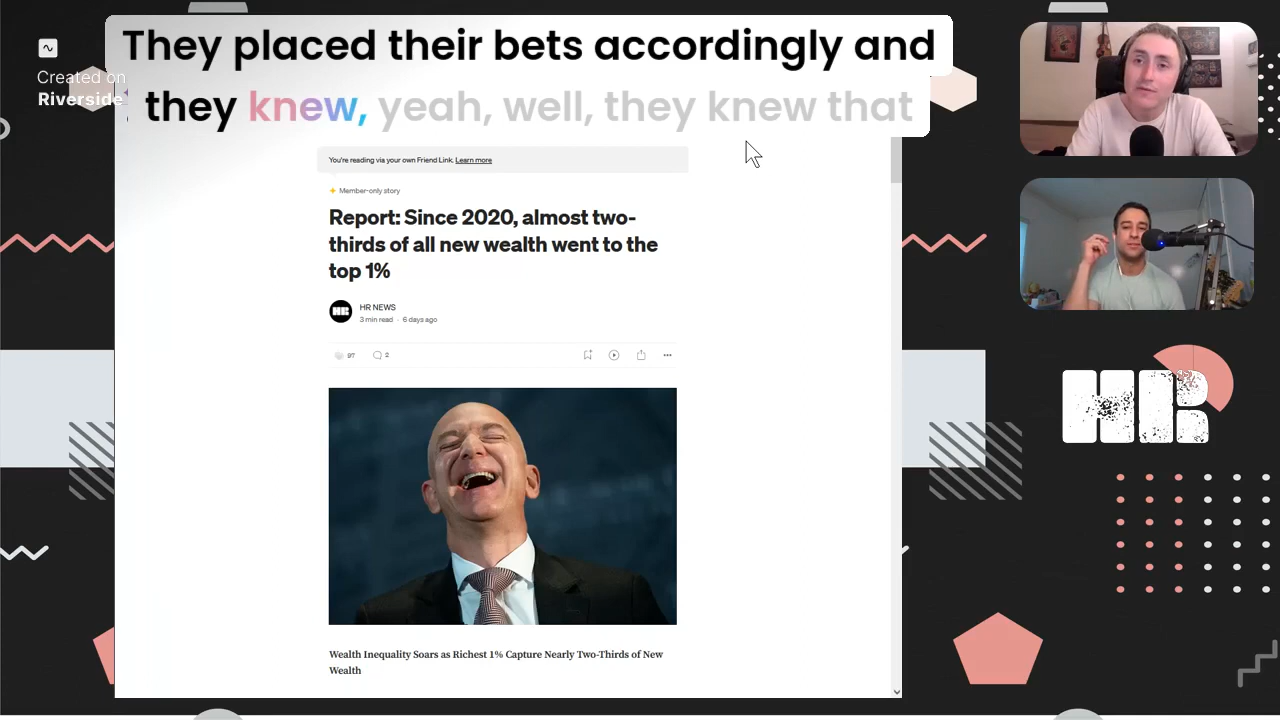 They placed their bets accordingly and
they knew, yeah, well, they knew that
Created on
Riverside
You're reading via your own Friend Link. Learn more
Member-only story
Report: Since 2020, almost two-
thirds of all new wealth went to the
top 1%
HR
HR NEWS
3 min read · 6 days ago
97
2
HR
Wealth Inequality Soars as Richest 1% Capture Nearly Two-Thirds of New
Wealth